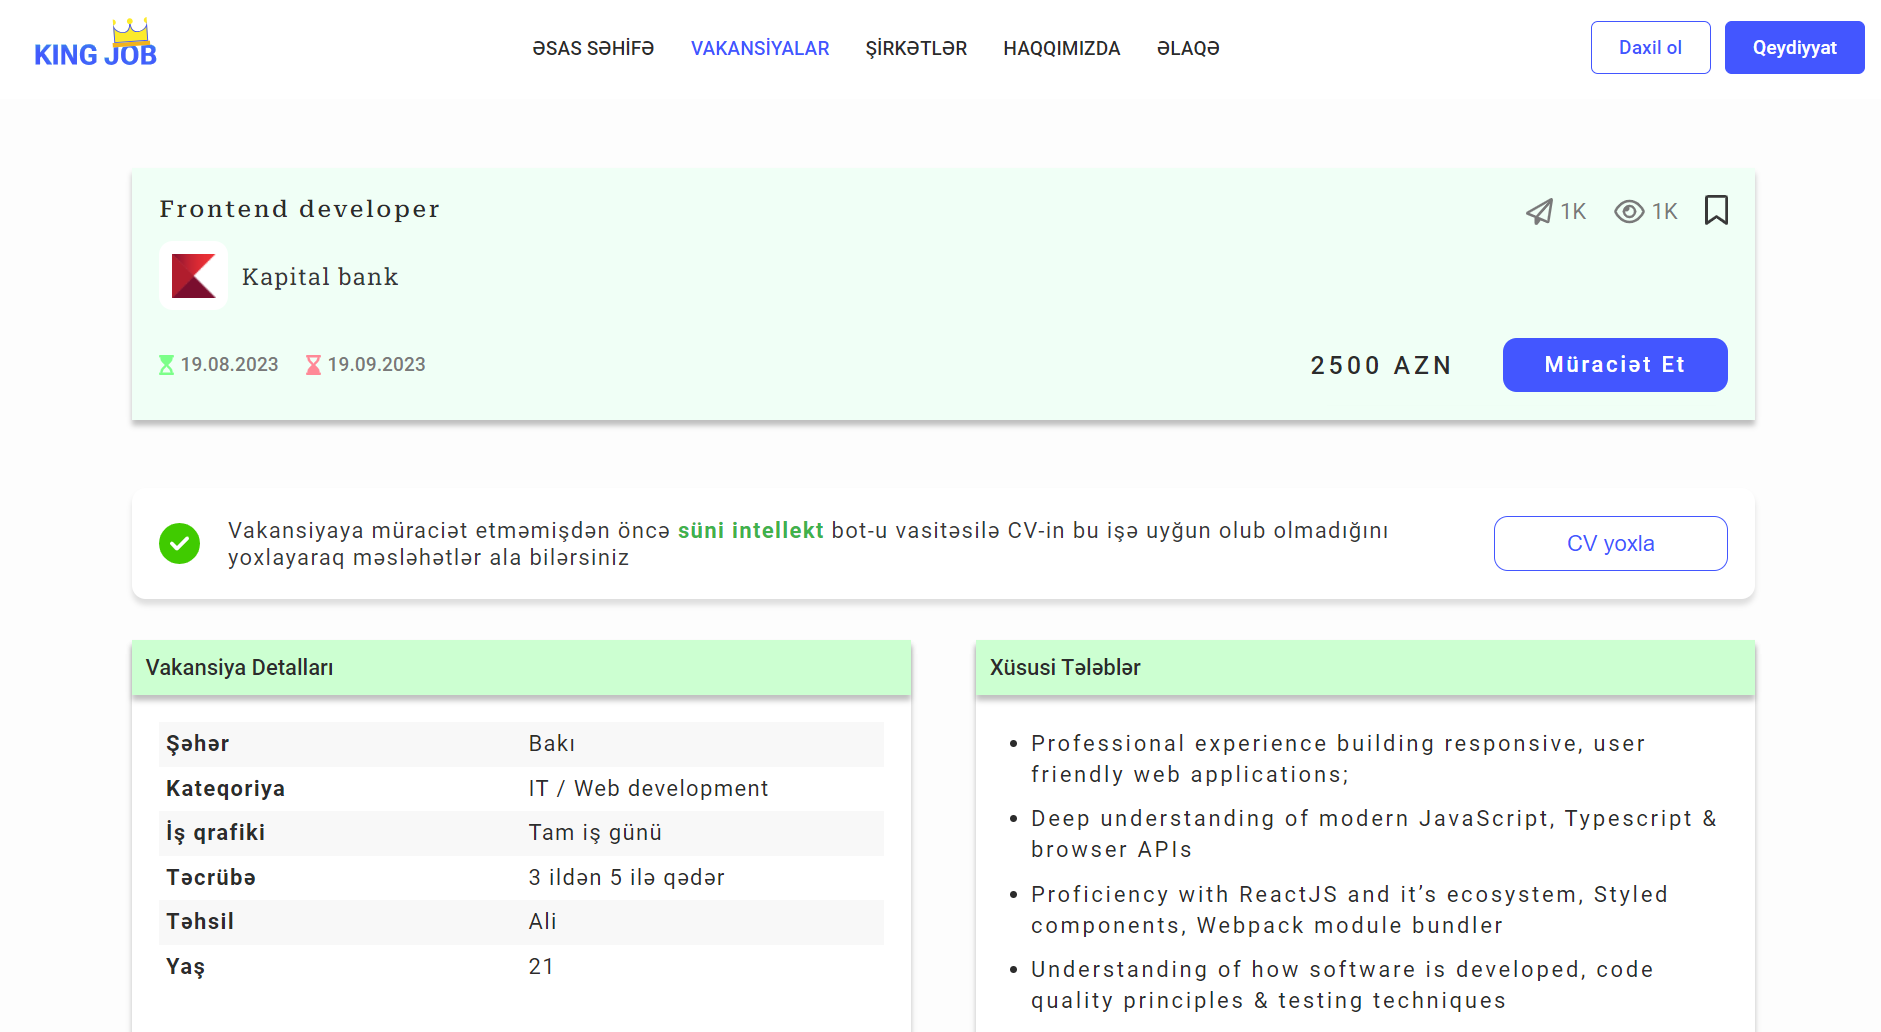 KING JOB
ƏSAS SƏHİFƏ VAKANSİYALAR ŞİRKƏTLƏR HAQQIMIZDA ƏLAQƏ
Daxil ol
Qeydiyyat
Frontend developer
1K 1K
Kapital bank
19.08.2023 19.09.2023
2500 AZN
Müraciət Et
Vakansiyaya müraciət etməmişdən öncə süni intellekt bot-u vasitəsilə CV-in bu işə uyğun olub olmadığını
yoxlayaraq məsləhətlər ala bilərsiniz
CV yoxla
Vakansiya Detalları
Şəhər Bakı
Kateqoriya IT / Web development
İş qrafiki Tam iş günü
Təcrübə 3 ildən 5 ilə qədər
Təhsil Ali
Yaş 21
Xüsusi Tələblər
• Professional experience building responsive, user
friendly web applications;
• Deep understanding of modern JavaScript, Typescript &
browser APIs
• Proficiency with ReactJS and it’s ecosystem, Styled
components, Webpack module bundler
• Understanding of how software is developed, code
quality principles & testing techniques